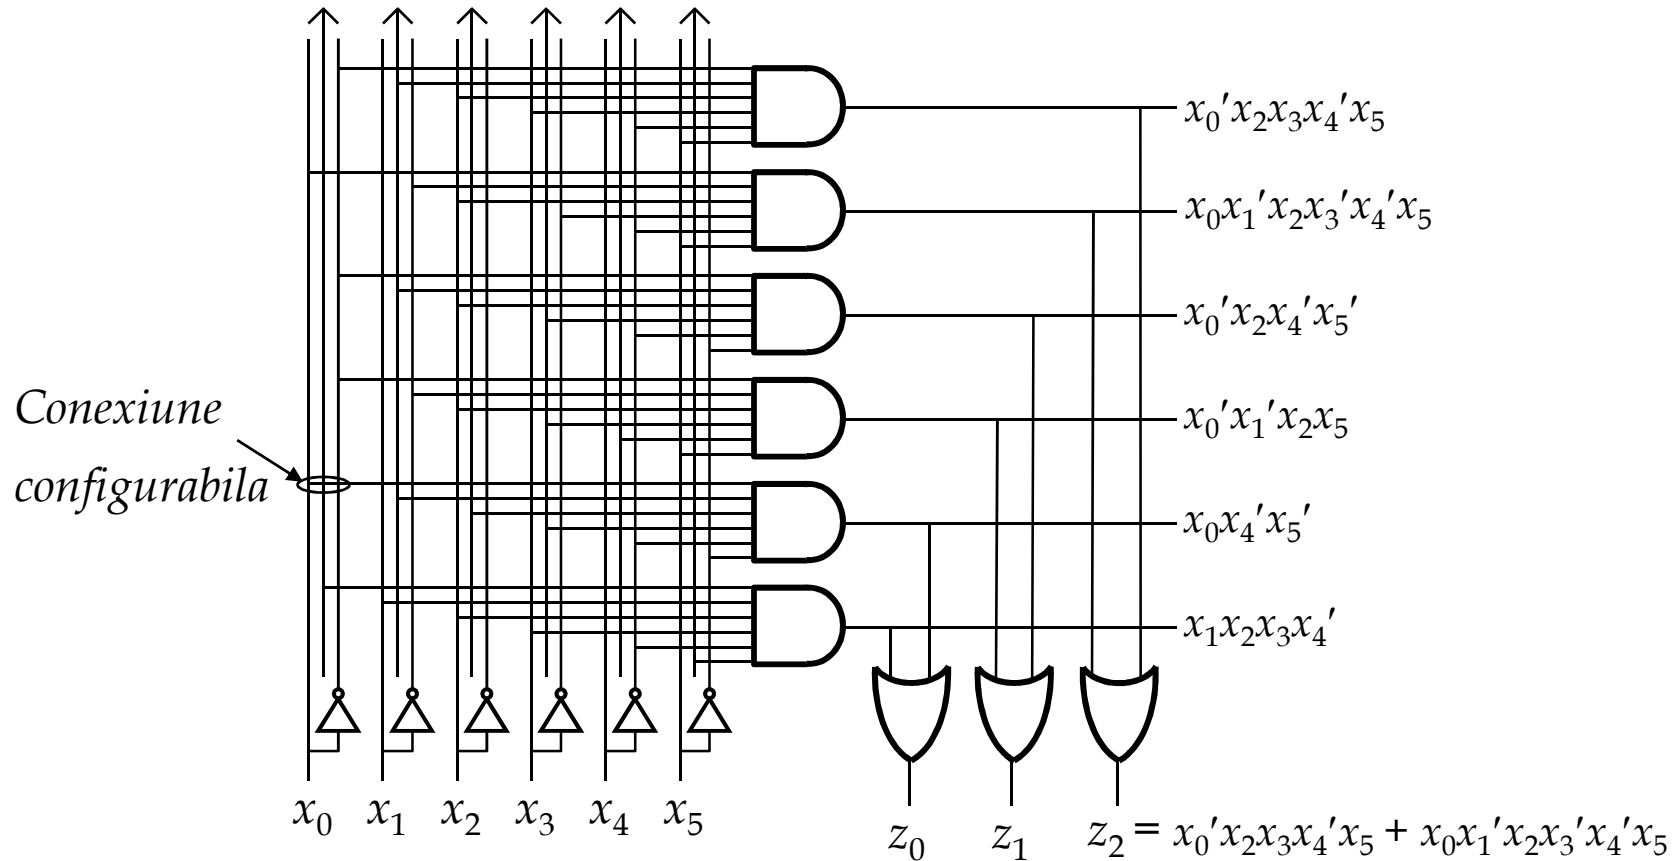 x₀′x₂x₃x₄′x₅
x₀x₁′x₂x₃′x₄′x₅
x₀′x₂x₄′x₅′
Conexiune
configurabila
x₀′x₁′x₂x₅
x₀x₄′x₅′
x₁x₂x₃x₄′
x₀ x₁ x₂ x₃ x₄ x₅
z₀ z₁ z₂ = x₀′x₂x₃x₄′x₅ + x₀x₁′x₂x₃′x₄′x₅